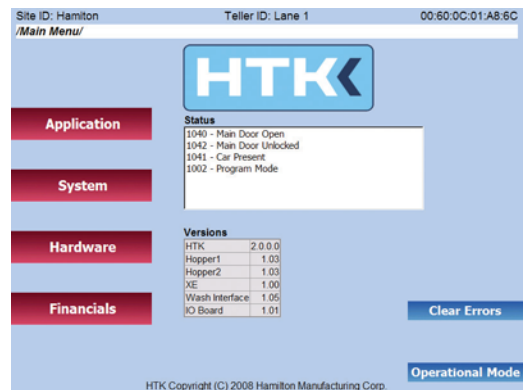 Site ID: Hamiton Teller ID: Lane 1 00:60:0C:01:A8:6C
/Main Menu/
HTK
Application
System
Hardware
Financials
Status
1040 - Main Door Open
1042 - Main Door Unlocked
1041 - Car Present
1002 - Program Mode
Versions
HTK 2.0.0.0
Hopper1 1.03
Hopper2 1.03
XE 1.00
Wash Interface 1.05
IO Board 1.01
Clear Errors
Operational Mode
HTK Copyright (C) 2008 Hamilton Manufacturing Corp.